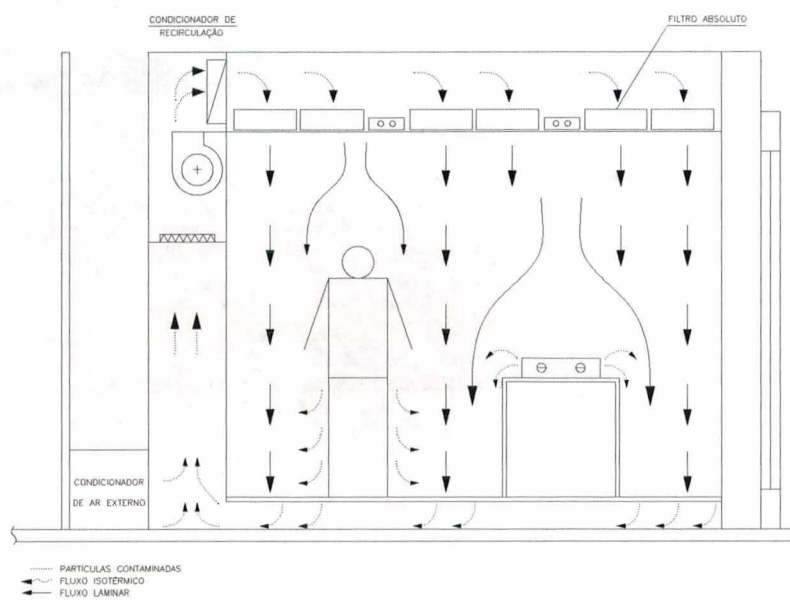 CONDICIONADOR DE
RECIRCULAÇÃO
FILTRO ABSOLUTO
CONDICIONADOR
DE AR EXTERNO
PARTÍCULAS CONTAMINADAS
FLUXO ISOTÉRMICO
FLUXO LAMINAR